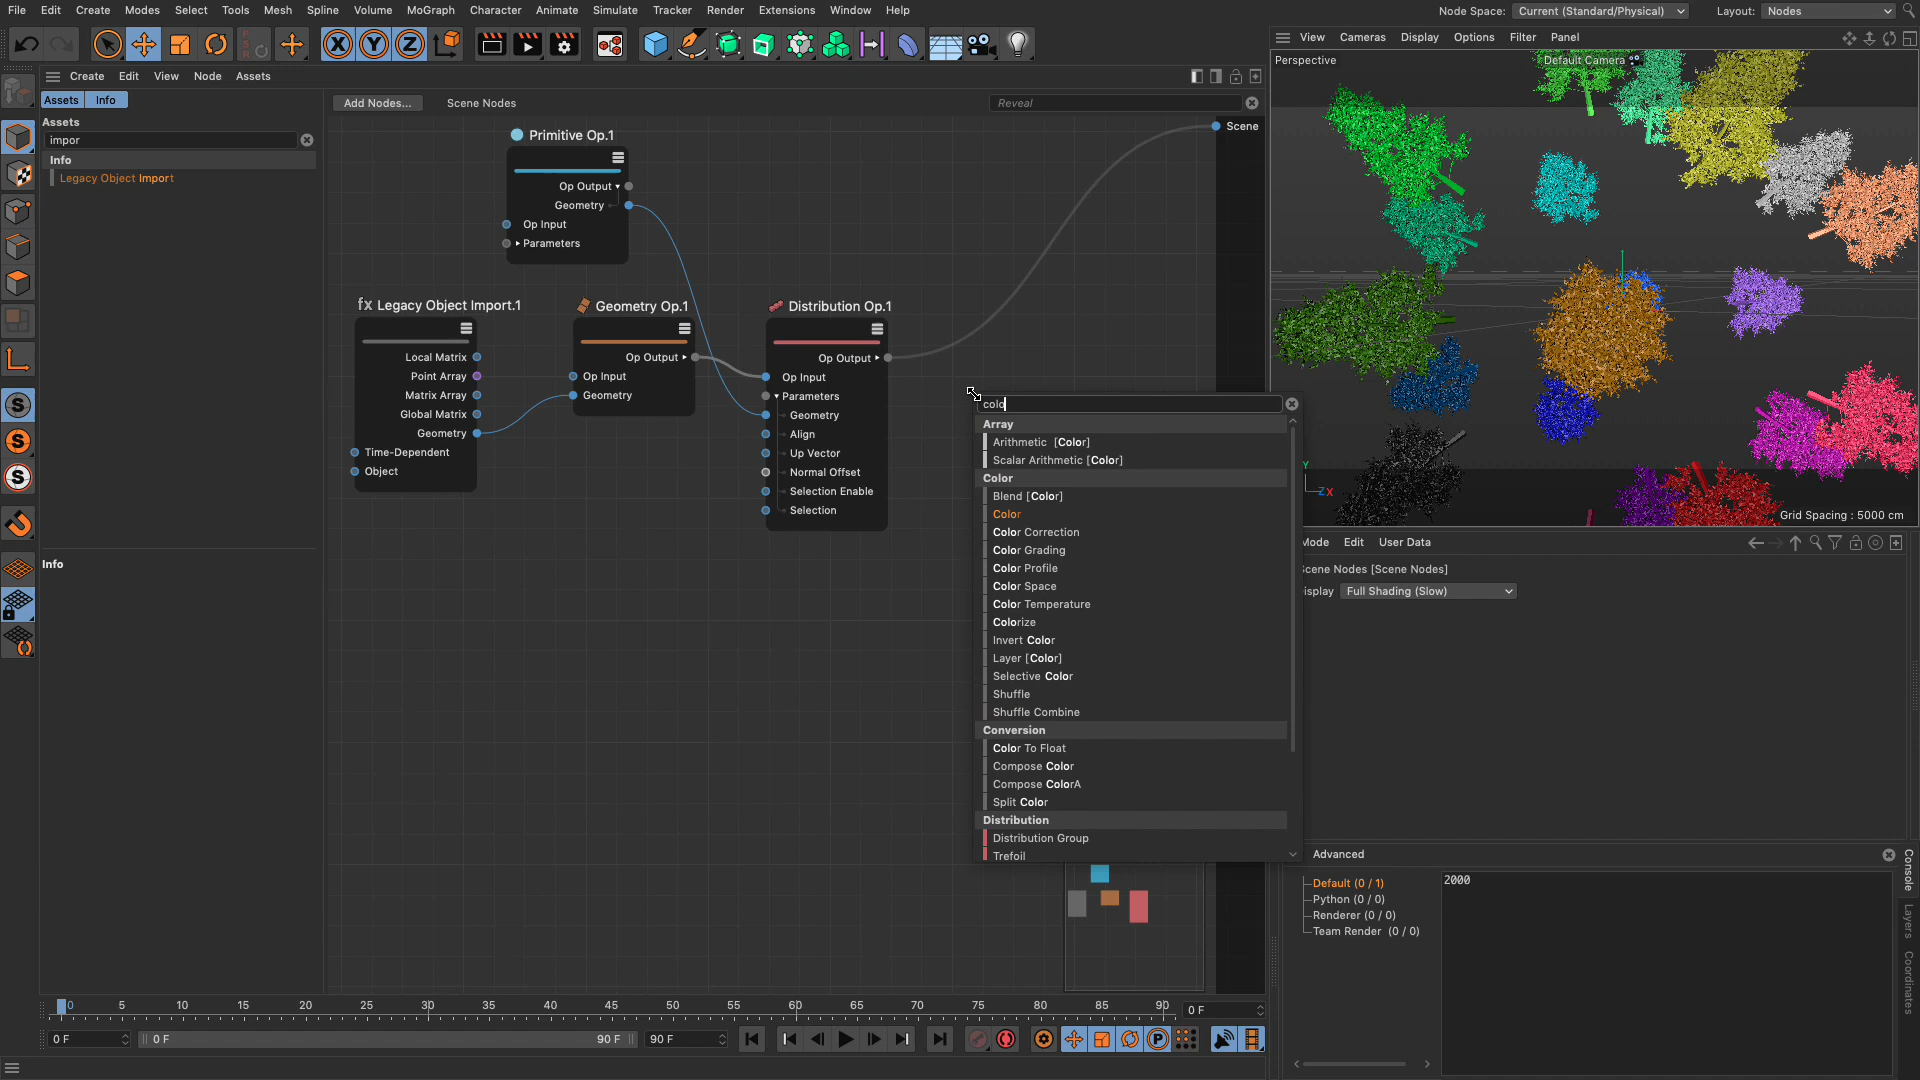 File Edit Create Modes Select Tools Mesh Spline Volume MoGraph Character Animate Simulate Tracker Render Extensions Window Help
Node Space: Current (Standard/Physical) Layout: Nodes
X Y Z
View Cameras Display Options Filter Panel
Create Edit View Node Assets
Assets Info
Add Nodes... Scene Nodes Reveal
Assets
impor
Info
Legacy Object Import
Info
Primitive Op.1
Op Output
Geometry
Op Input
Parameters
Legacy Object Import.1
Local Matrix
Point Array
Matrix Array
Global Matrix
Geometry
Time-Dependent
Object
Geometry Op.1
Op Output
Op Input
Geometry
Distribution Op.1
Op Output
Op Input
Parameters
Geometry
Align
Up Vector
Normal Offset
Selection Enable
Selection
Scene
colo
Array
Arithmetic [Color]
Scalar Arithmetic [Color]
Color
Blend [Color]
Color
Color Correction
Color Grading
Color Profile
Color Space
Color Temperature
Colorize
Invert Color
Layer [Color]
Selective Color
Shuffle
Shuffle Combine
Conversion
Color To Float
Compose Color
Compose ColorA
Split Color
Distribution
Distribution Group
Trefoil
Perspective
Default Camera
Y
Z X
Grid Spacing : 5000 cm
Mode Edit User Data
Scene Nodes [Scene Nodes]
isplay Full Shading (Slow)
Advanced
Default (0 / 1)
Python (0 / 0)
Renderer (0 / 0)
Team Render (0 / 0)
2000
Console
Layers
Coordinates
0 5 10 15 20 25 30 35 40 45 50 55 60 65 70 75 80 85 90 0 F
0 F 0 F 90 F 90 F
P